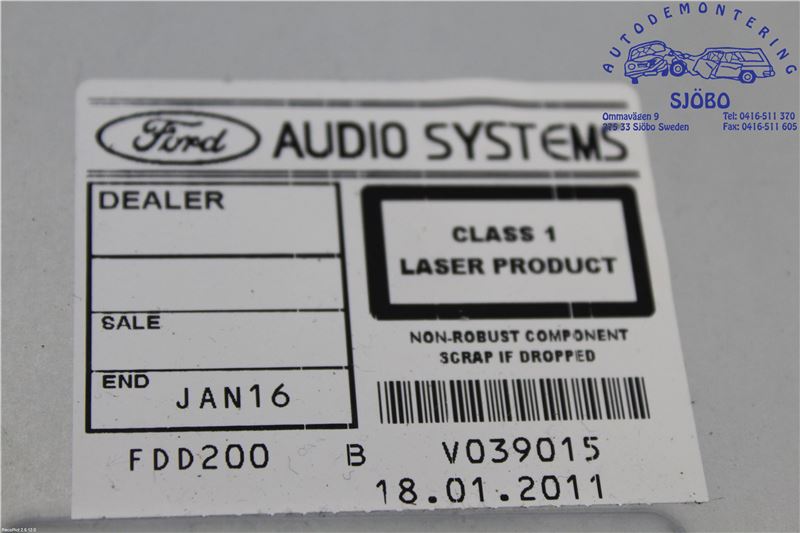 AUTODEMONTERING
SJÖBO
Ommavägen 9
275 33 Sjöbo Sweden
Tel: 0416-511 370
Fax: 0416-511 605
Ford AUDIO SYSTEMS
DEALER
SALE
END JAN16
CLASS 1
LASER PRODUCT
NON-ROBUST COMPONENT
SCRAP IF DROPPED
FDD200 B V039015
18.01.2011